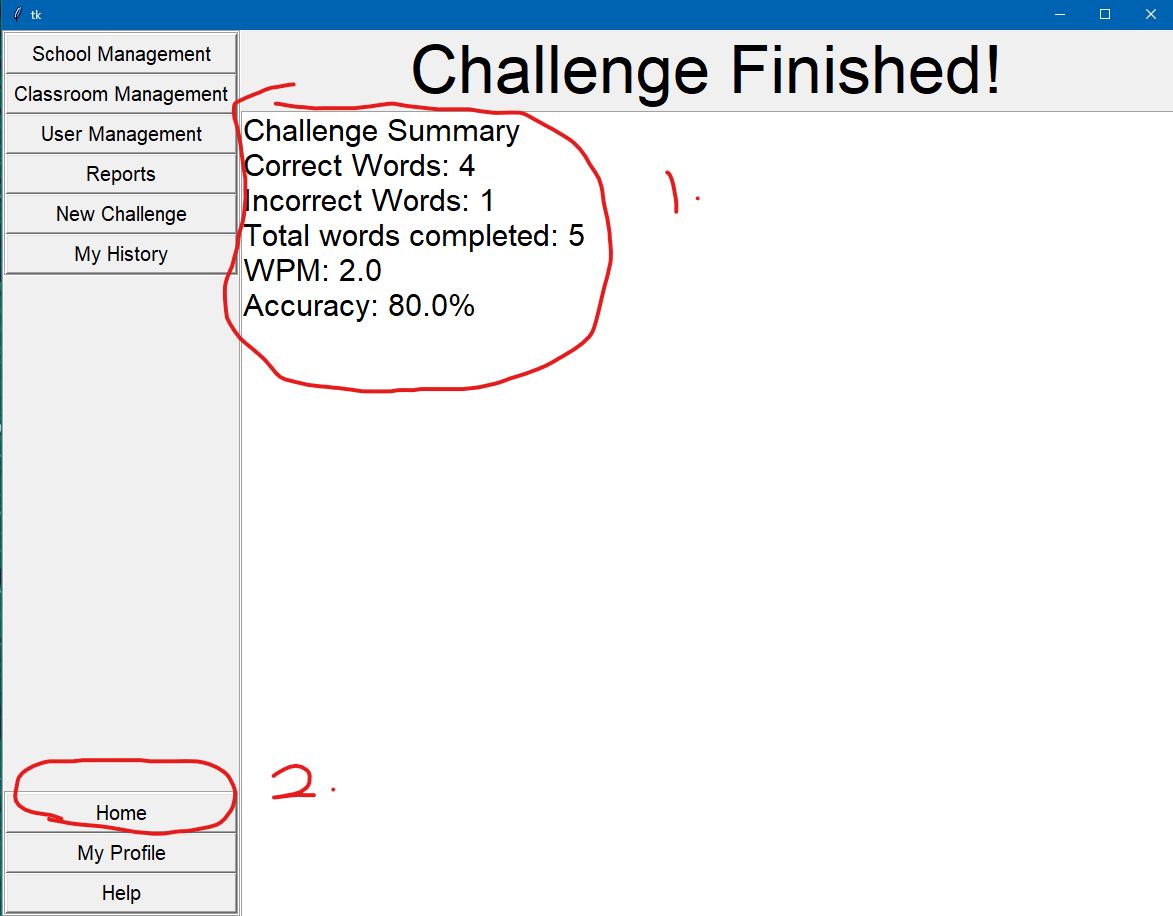 tk
School Management
Classroom Management
User Management
Reports
New Challenge
My History
Challenge Finished!
Challenge Summary
Correct Words: 4
Incorrect Words: 1
Total words completed: 5
WPM: 2.0
Accuracy: 80.0%
1.
2.
Home
My Profile
Help